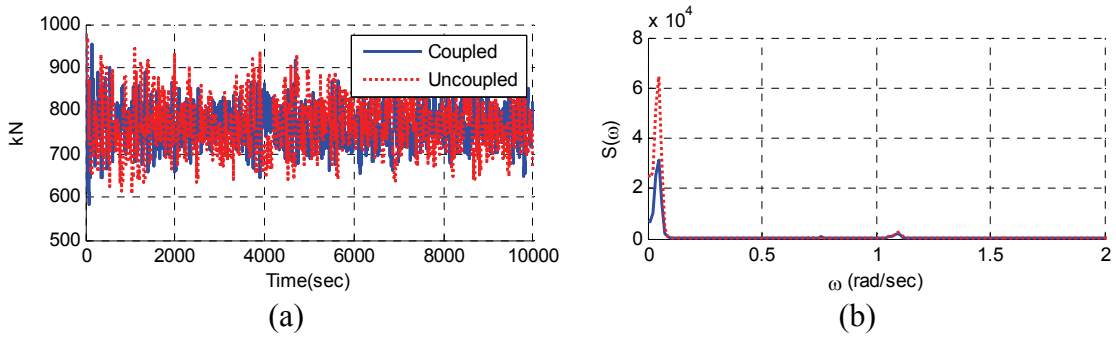 1000
900
800
700
600
500
kN
0
2000
4000
6000
8000
10000
Time(sec)
Coupled
Uncoupled
(a)
x 10^4
8
6
4
2
0
S(ω)
0
0.5
1
1.5
2
ω (rad/sec)
(b)